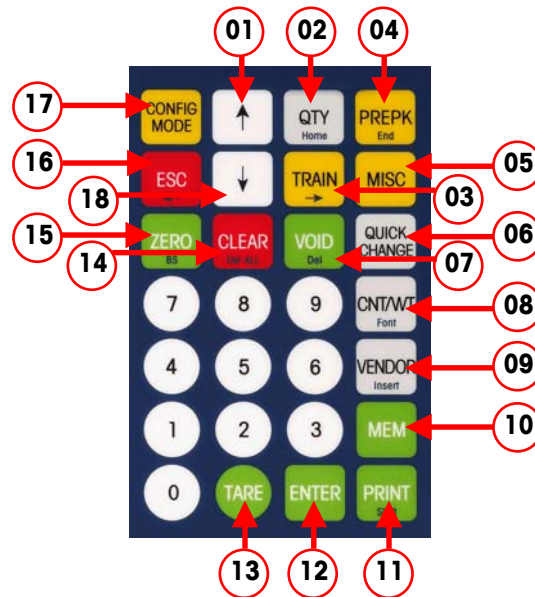 01 02 04
17 CONFIG MODE ↑ QTY Home PREPK End
16 ESC ← ↓ TRAIN → MISC 05
18 03
15 ZERO BS CLEAR Del ALL VOID Del QUICK CHANGE 06
14 07
7 8 9 CNT/WT Font 08
4 5 6 VENDOR Insert 09
1 2 3 MEM 10
0 TARE ENTER PRINT
13 12 11